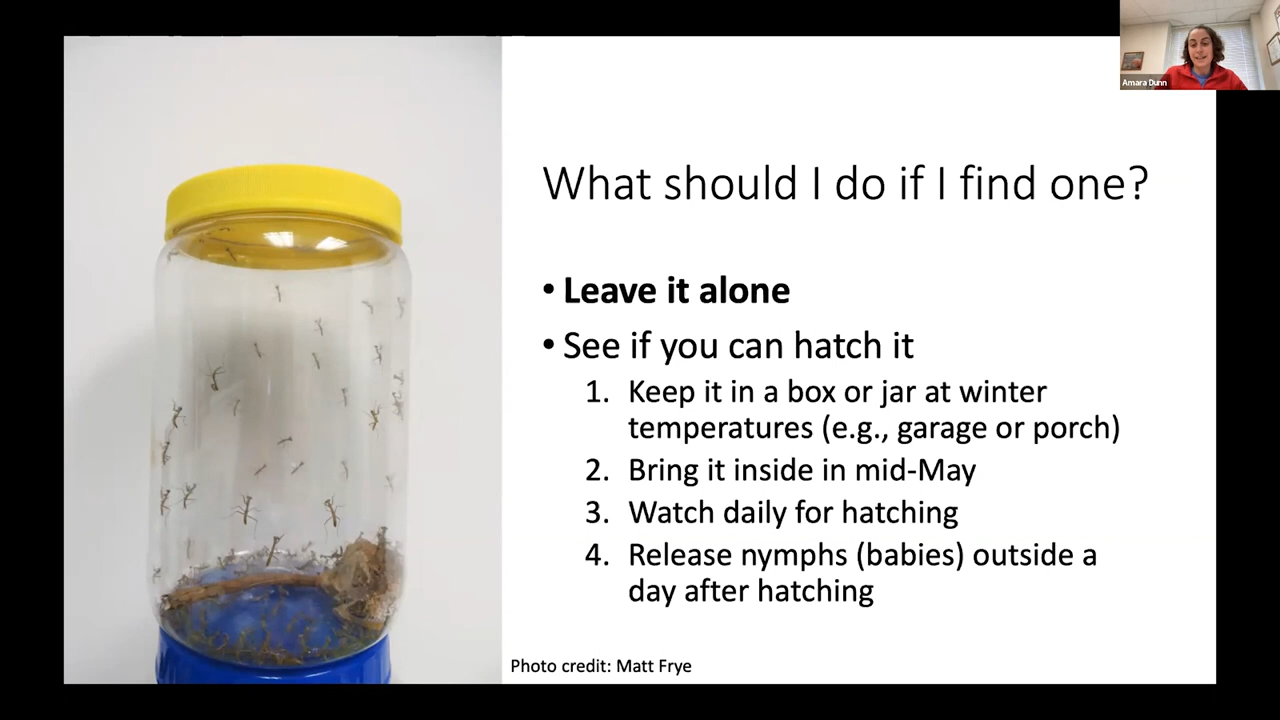 Amara Dunn
What should I do if I find one?
• Leave it alone
• See if you can hatch it
1. Keep it in a box or jar at winter
temperatures (e.g., garage or porch)
2. Bring it inside in mid-May
3. Watch daily for hatching
4. Release nymphs (babies) outside a
day after hatching
Photo credit: Matt Frye